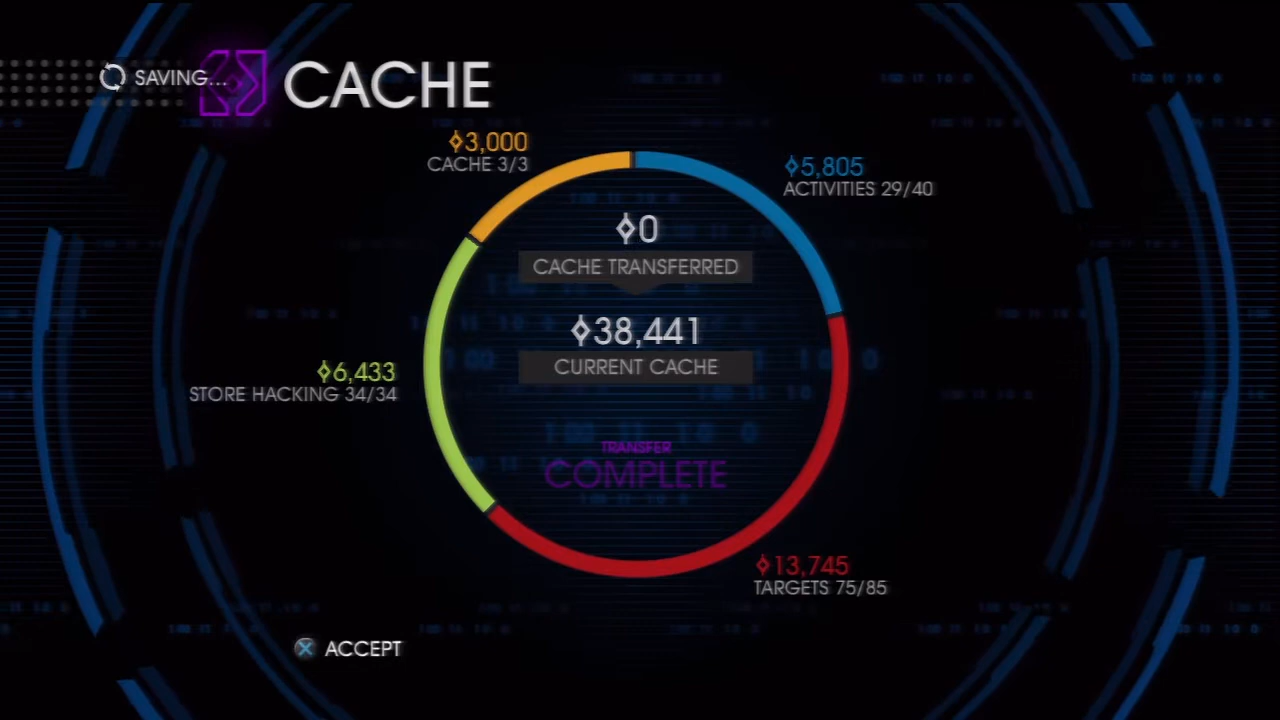 SAVING...
CACHE
3,000
CACHE 3/3
5,805
ACTIVITIES 29/40
0
CACHE TRANSFERRED
38,441
CURRENT CACHE
6,433
STORE HACKING 34/34
TRANSFER
COMPLETE
13,745
TARGETS 75/85
ACCEPT